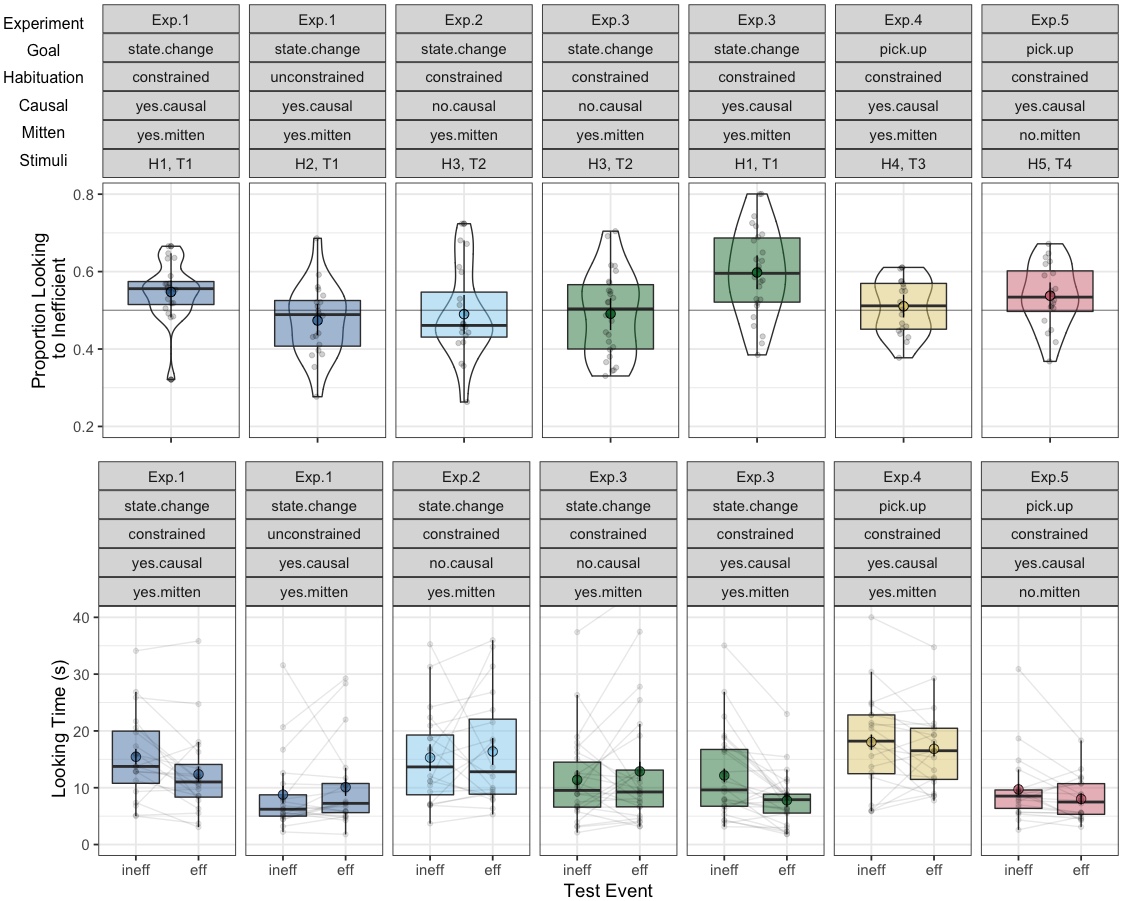 Experiment Exp.1 Exp.1 Exp.2 Exp.3 Exp.3 Exp.4 Exp.5
Goal state.change state.change state.change state.change state.change pick.up pick.up
Habituation constrained unconstrained constrained constrained constrained constrained constrained
Causal yes.causal yes.causal no.causal no.causal yes.causal yes.causal yes.causal
Mitten yes.mitten yes.mitten yes.mitten yes.mitten yes.mitten yes.mitten no.mitten
Stimuli H1, T1 H2, T1 H3, T2 H3, T2 H1, T1 H4, T3 H5, T4
Proportion Looking
to Inefficient
0.8
0.6
0.4
0.2
Exp.1 Exp.1 Exp.2 Exp.3 Exp.3 Exp.4 Exp.5
state.change state.change state.change state.change state.change pick.up pick.up
constrained unconstrained constrained constrained constrained constrained constrained
yes.causal yes.causal no.causal no.causal yes.causal yes.causal yes.causal
yes.mitten yes.mitten yes.mitten yes.mitten yes.mitten yes.mitten no.mitten
Looking Time (s)
40
30
20
10
0
ineff eff ineff eff ineff eff ineff eff ineff eff ineff eff ineff eff
Test Event